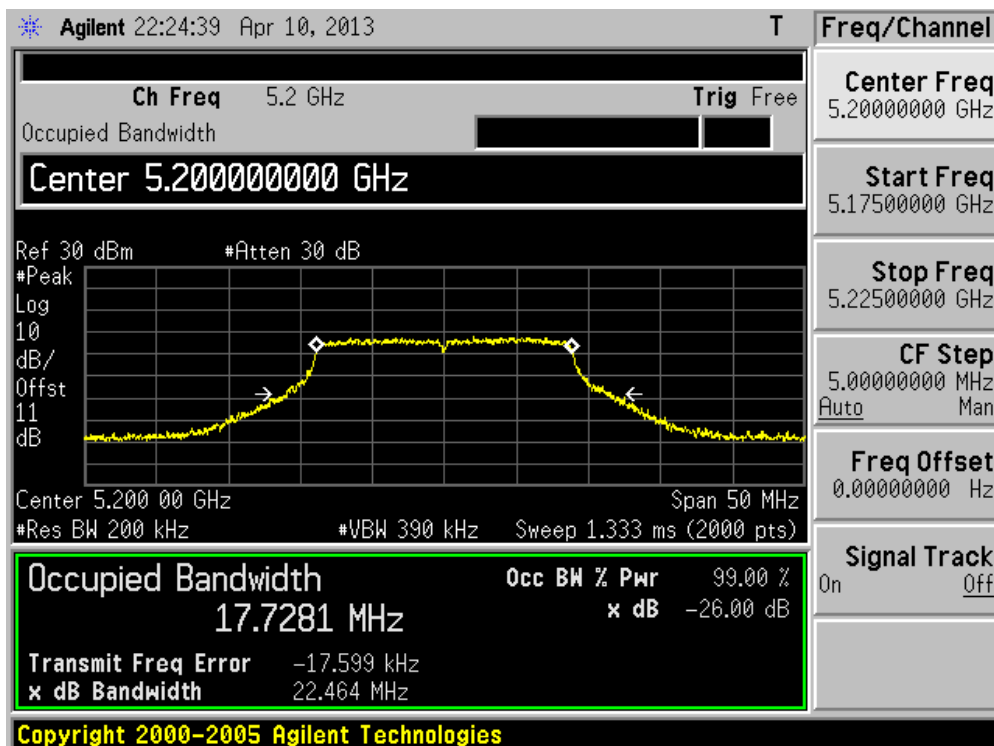 Agilent 22:24:39 Apr 10, 2013 T
Freq/Channel
Ch Freq 5.2 GHz Trig Free
Occupied Bandwidth
Center 5.200000000 GHz
Ref 30 dBm #Atten 30 dB
#Peak
Log
10
dB/
Offst
11
dB
Center 5.200 00 GHz Span 50 MHz
#Res BW 200 kHz #VBW 390 kHz Sweep 1.333 ms (2000 pts)
Occupied Bandwidth
17.7281 MHz
Occ BW % Pwr 99.00 %
x dB -26.00 dB
Transmit Freq Error -17.599 kHz
x dB Bandwidth 22.464 MHz
Center Freq
5.20000000 GHz
Start Freq
5.17500000 GHz
Stop Freq
5.22500000 GHz
CF Step
5.00000000 MHz
Auto Man
Freq Offset
0.00000000 Hz
Signal Track
On Off
Copyright 2000-2005 Agilent Technologies